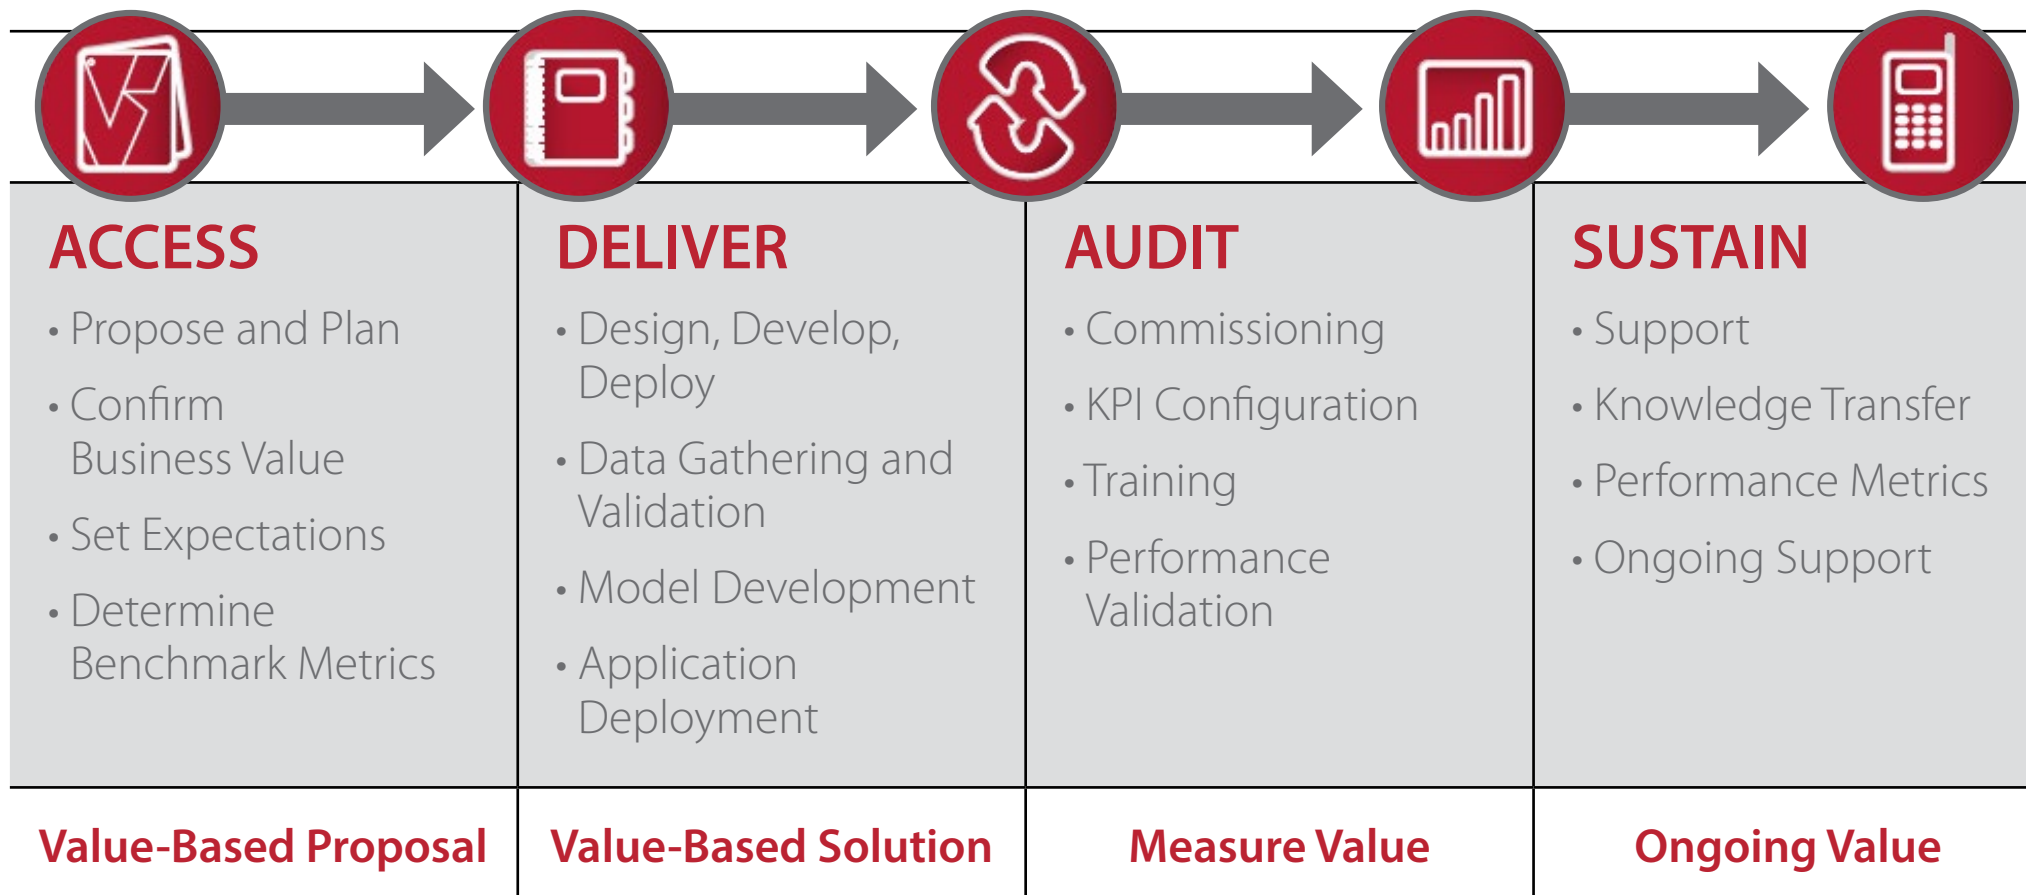 ACCESS
• Propose and Plan
• Confirm
Business Value
• Set Expectations
• Determine
Benchmark Metrics
Value-Based Proposal
DELIVER
• Design, Develop,
Deploy
• Data Gathering and
Validation
• Model Development
• Application
Deployment
Value-Based Solution
AUDIT
• Commissioning
• KPI Configuration
• Training
• Performance
Validation
Measure Value
SUSTAIN
• Support
• Knowledge Transfer
• Performance Metrics
• Ongoing Support
Ongoing Value